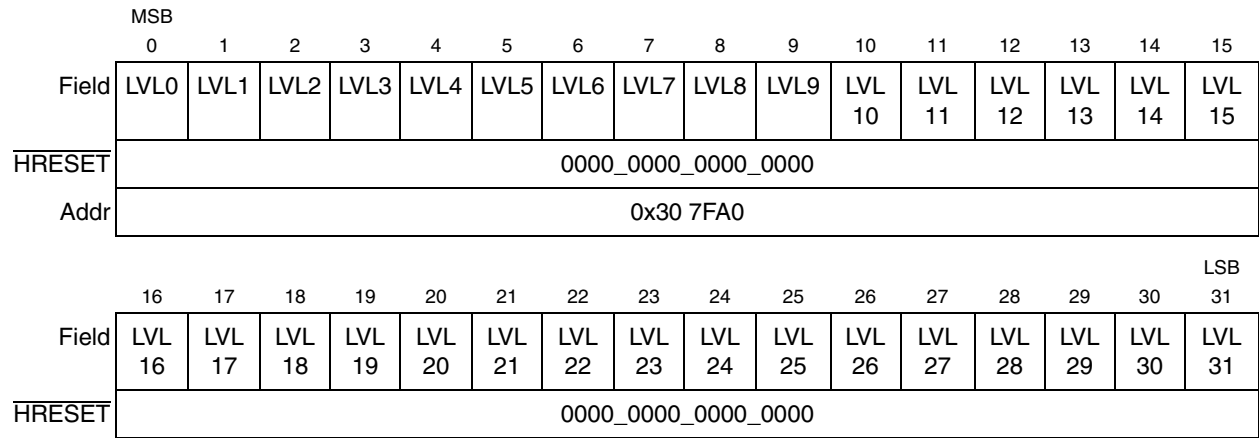 MSB
0 1 2 3 4 5 6 7 8 9 10 11 12 13 14 15
Field LVL0 LVL1 LVL2 LVL3 LVL4 LVL5 LVL6 LVL7 LVL8 LVL9 LVL LVL LVL LVL LVL LVL
10 11 12 13 14 15
HRESET 0000_0000_0000_0000
Addr 0x30 7FA0
LSB
16 17 18 19 20 21 22 23 24 25 26 27 28 29 30 31
Field LVL LVL LVL LVL LVL LVL LVL LVL LVL LVL LVL LVL LVL LVL LVL LVL
16 17 18 19 20 21 22 23 24 25 26 27 28 29 30 31
HRESET 0000_0000_0000_0000